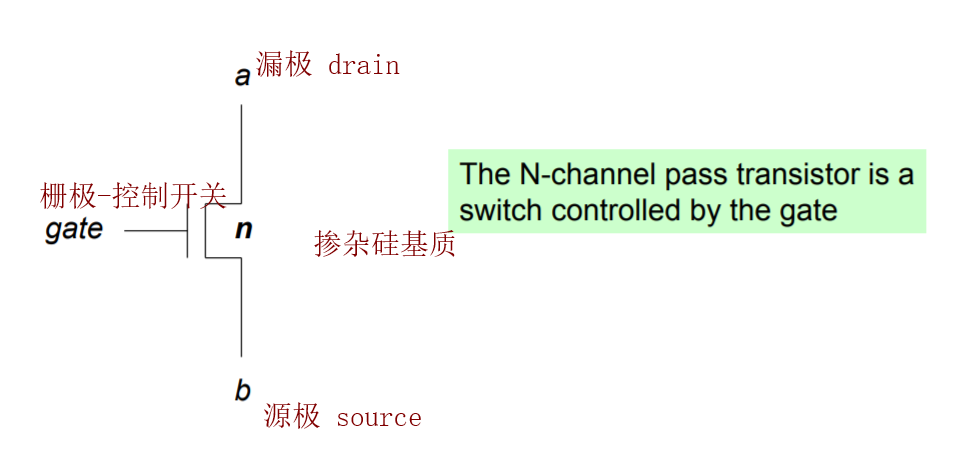 a 漏极 drain
The N-channel pass transistor is a
switch controlled by the gate
栅极-控制开关
gate
n
掺杂硅基质
b
源极 source